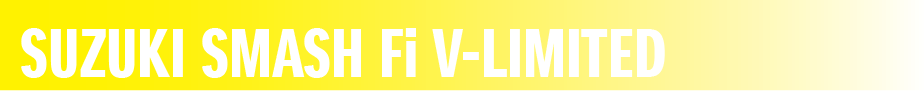 SUZUKI SMASH Fi V-LIMITED